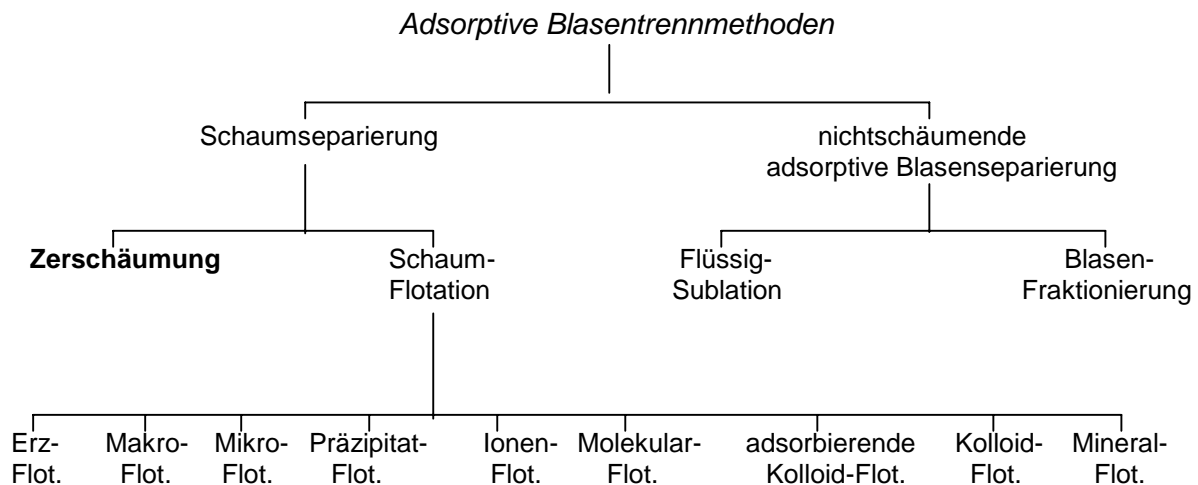 Adsorptive Blasentrennmethoden
Schaumseparierung
nichtschäumende
adsorptive Blasenseparierung
Zerschäumung
Schaum-
Flotation
Flüssig-
Sublation
Blasen-
Fraktionierung
Erz-
Flot.
Makro-
Flot.
Mikro-
Flot.
Präzipitat-
Flot.
Ionen-
Flot.
Molekular-
Flot.
adsorbierende
Kolloid-Flot.
Kolloid-
Flot.
Mineral-
Flot.